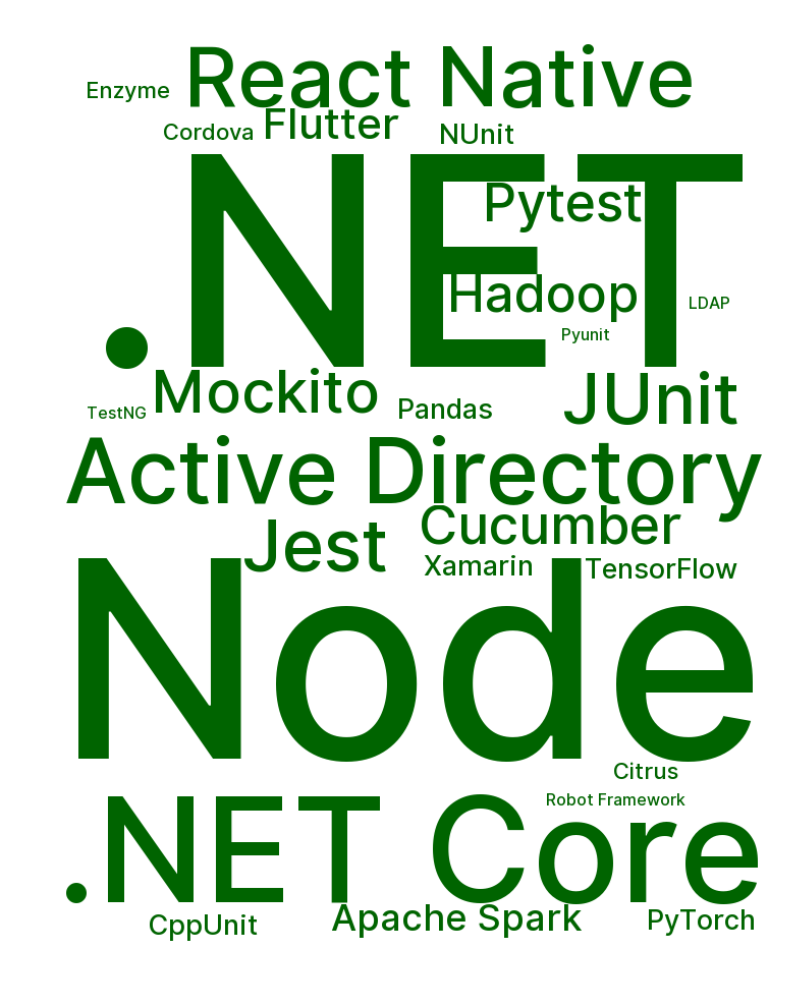 React Native
Enzyme
Flutter
Cordova
NUnit
.NET
Pytest
Hadoop
LDAP
Pyunit
Mockito
JUnit
Pandas
TestNG
Active Directory
Cucumber
Jest
Xamarin
TensorFlow
Node
Citrus
Robot Framework
.NET Core
Apache Spark
PyTorch
CppUnit